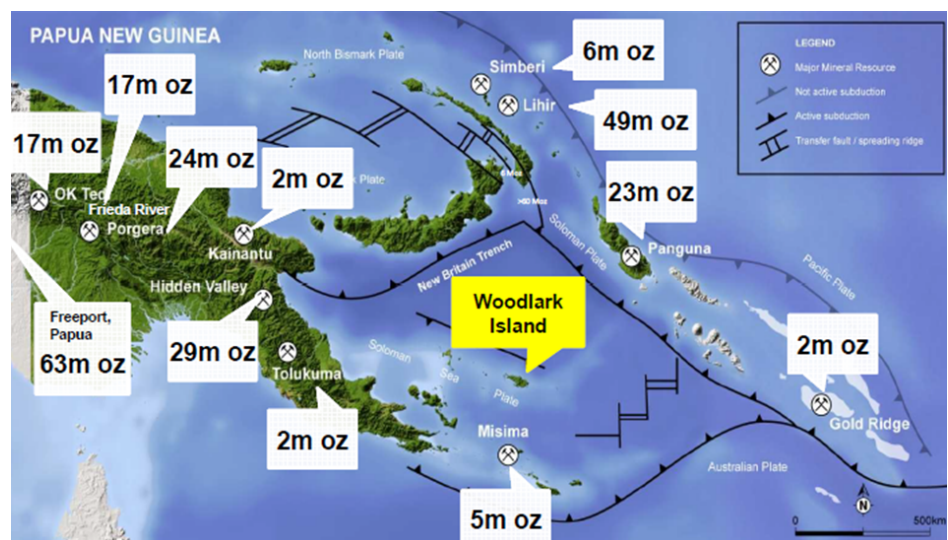 PAPUA NEW GUINEA
North Bismark Plate
Simberi
6m oz
LEGEND
Major Mineral Resource
Not active subduction
Active subduction
Transfer fault / spreading ridge
17m oz
Lihir
49m oz
17m oz
24m oz
2m oz
Plate
23m oz
OK Tedi
Frieda River
Porgera
Kainantu
Soloman Plate
Panguna
New Britain Trench
Pacific Plate
Hidden Valley
Woodlark
Island
Freeport,
Papua
63m oz
29m oz
Soloman
Sea
Plate
2m oz
Tolukuma
2m oz
Misima
Gold Ridge
Australian Plate
5m oz
N
0
500km